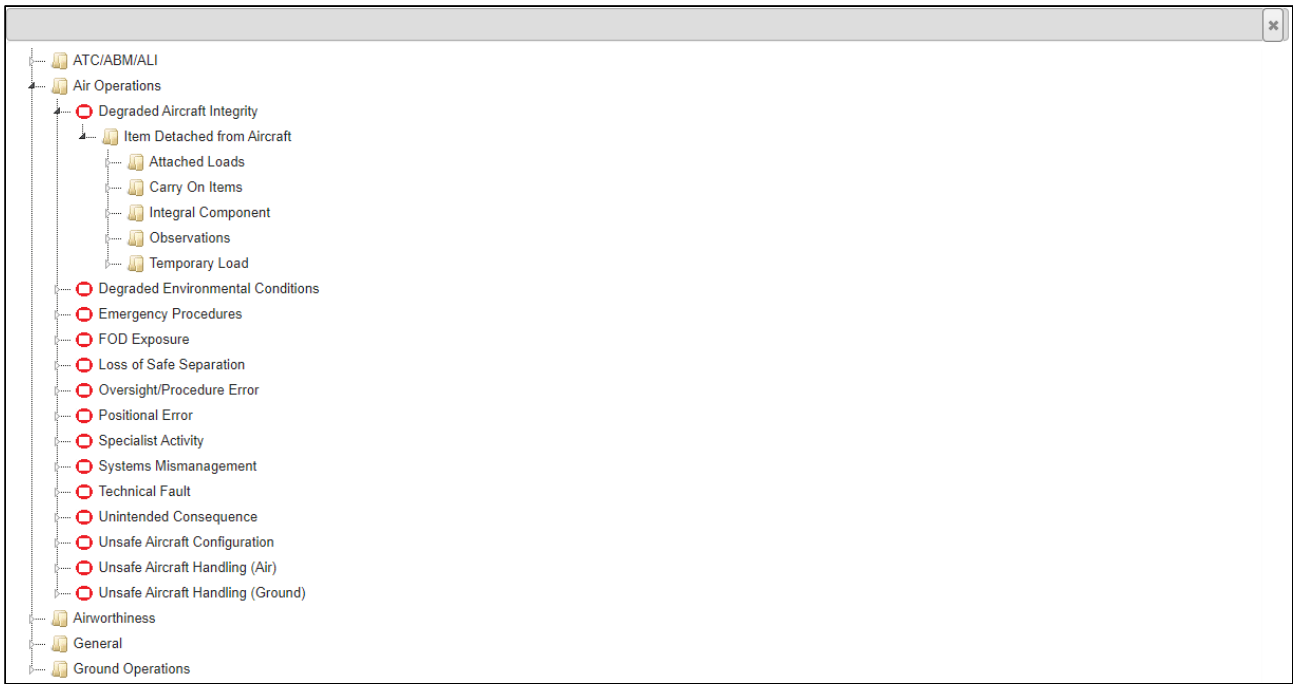 ATC/ABM/ALI
Air Operations
Degraded Aircraft Integrity
Item Detached from Aircraft
Attached Loads
Carry On Items
Integral Component
Observations
Temporary Load
Degraded Environmental Conditions
Emergency Procedures
FOD Exposure
Loss of Safe Separation
Oversight/Procedure Error
Positional Error
Specialist Activity
Systems Mismanagement
Technical Fault
Unintended Consequence
Unsafe Aircraft Configuration
Unsafe Aircraft Handling (Air)
Unsafe Aircraft Handling (Ground)
Airworthiness
General
Ground Operations